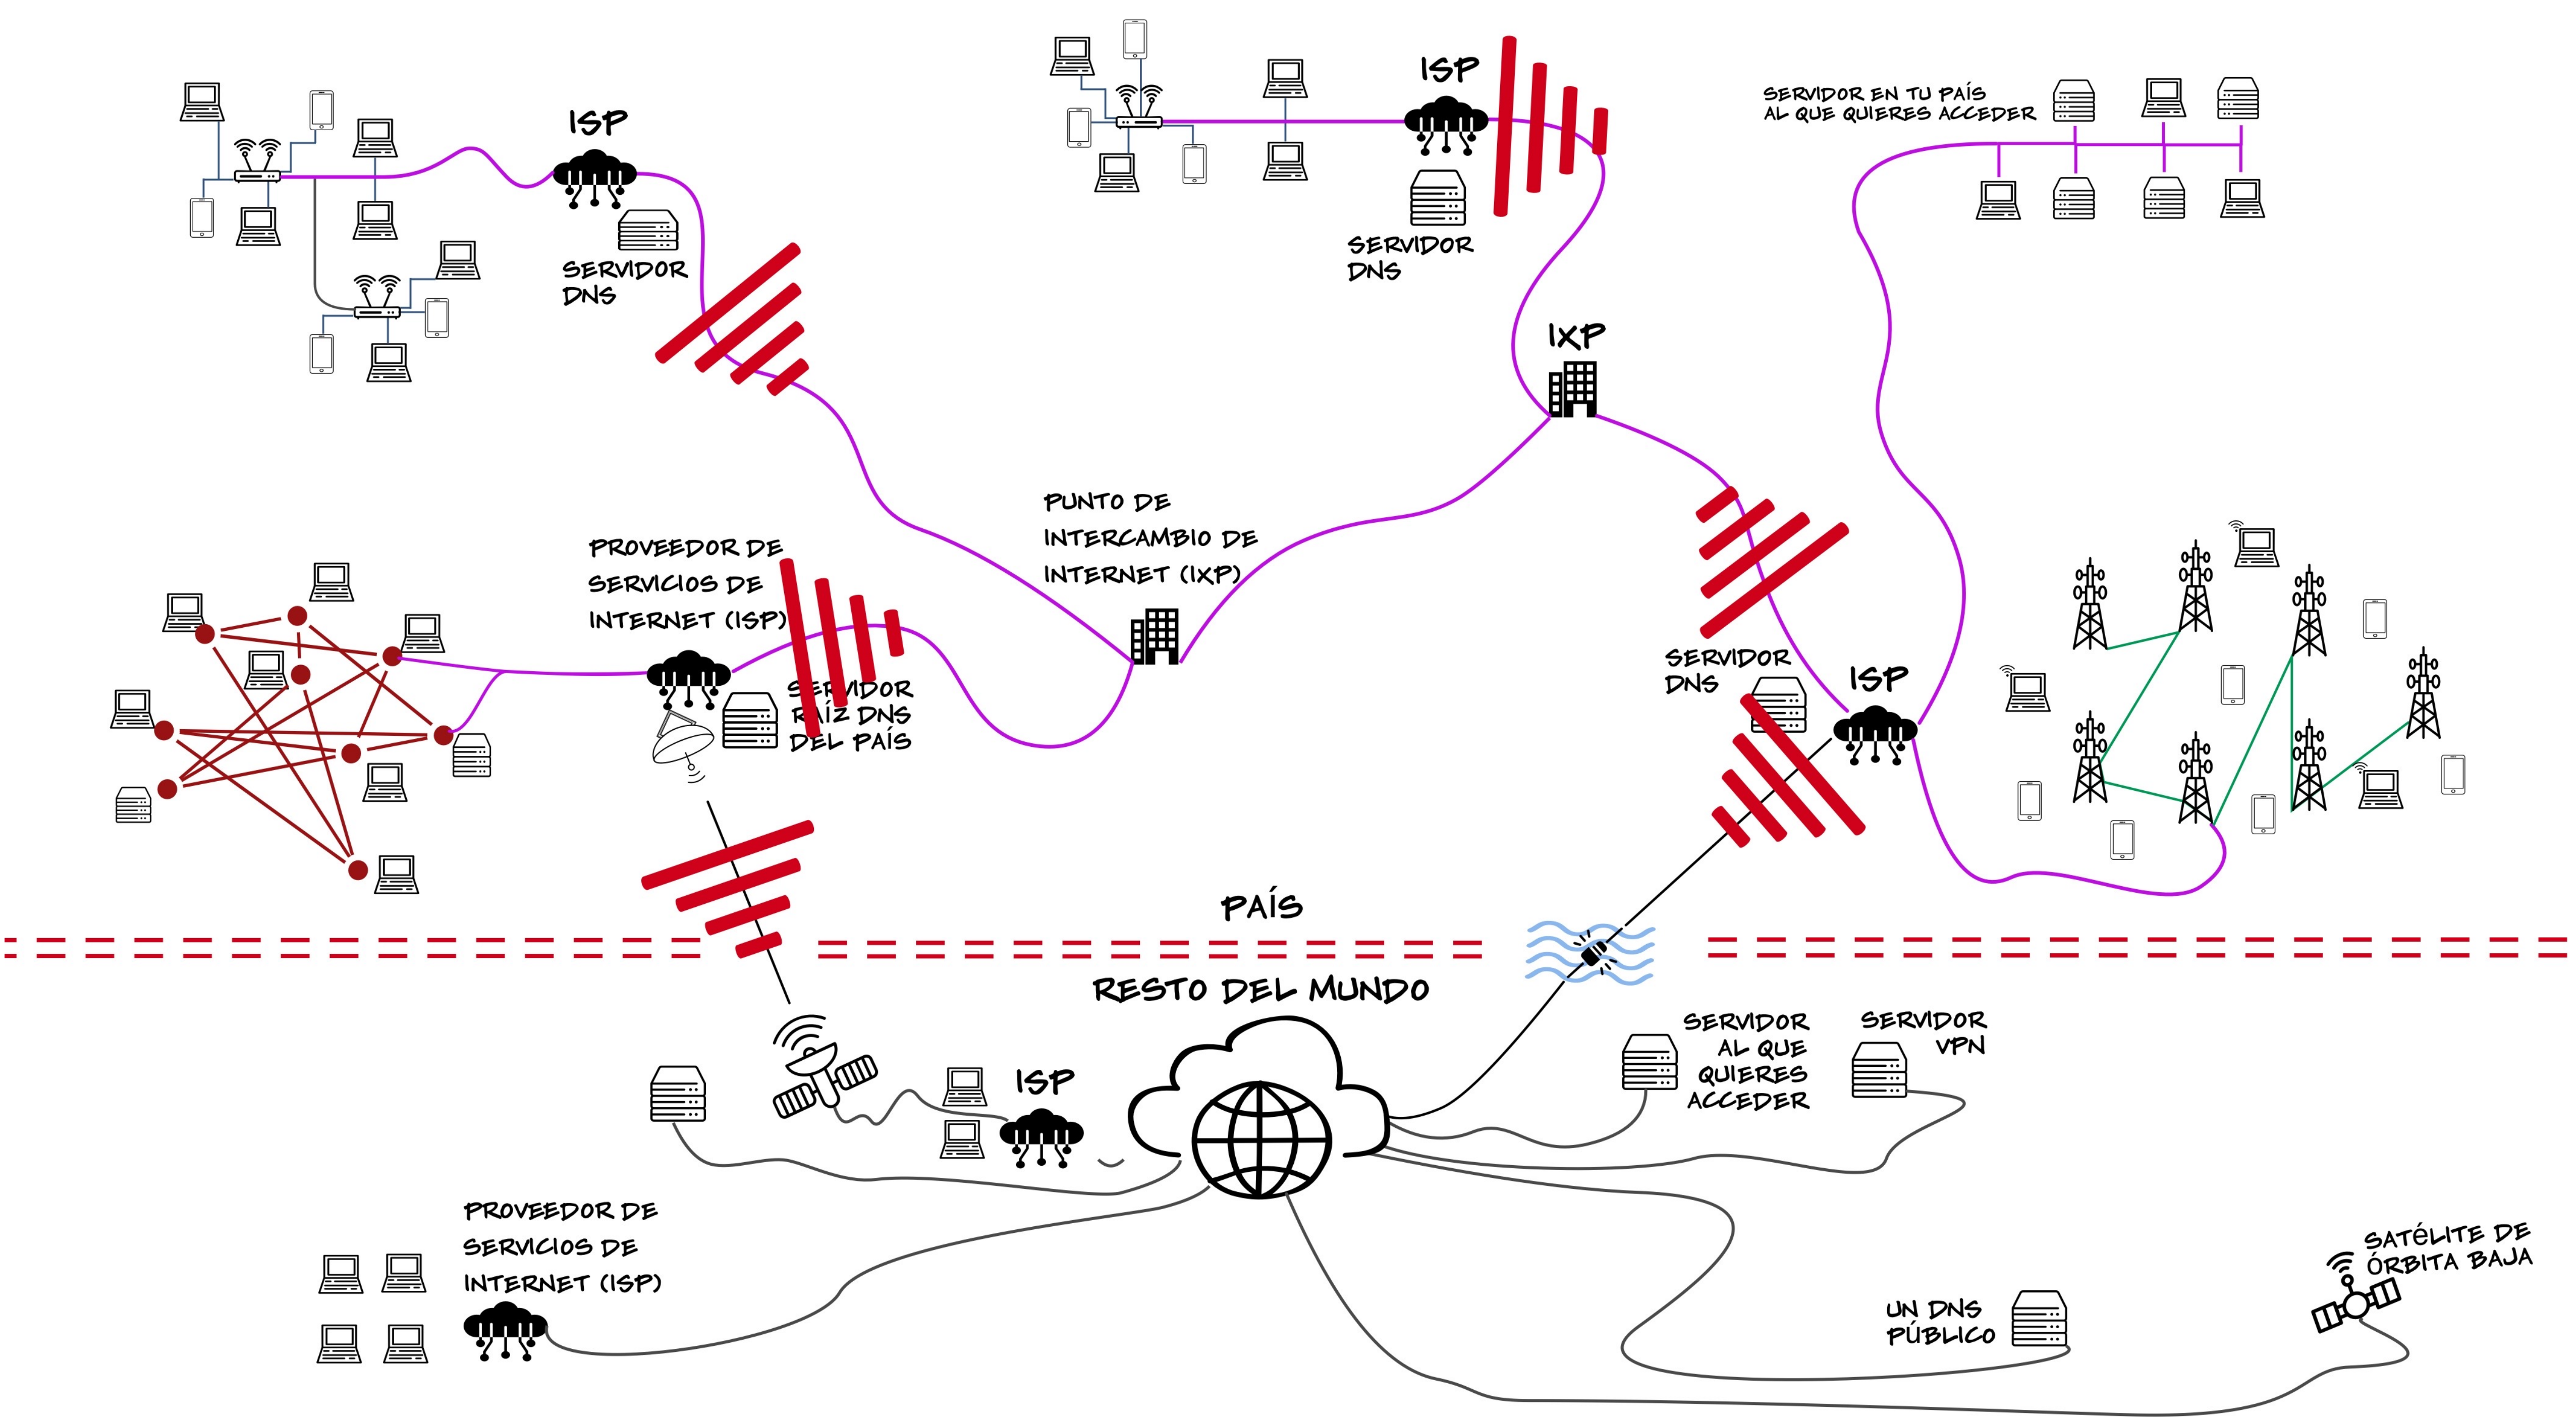 ISP
SERVIDOR
DNS
ISP
SERVIDOR
DNS
SERVIDOR EN TU PAÍS
AL QUE QUIERES ACCEDER
IXP
PUNTO DE
INTERCAMBIO DE
INTERNET (IXP)
PROVEEDOR DE
SERVICIOS DE
INTERNET (ISP)
SERVIDOR
RAÍZ DNS
DEL PAÍS
SERVIDOR
DNS
ISP
PAÍS
RESTO DEL MUNDO
ISP
SERVIDOR
AL QUE
QUIERES
ACCEDER
SERVIDOR
VPN
PROVEEDOR DE
SERVICIOS DE
INTERNET (ISP)
UN DNS
PÚBLICO
SATÉLITE DE
ÓRBITA BAJA